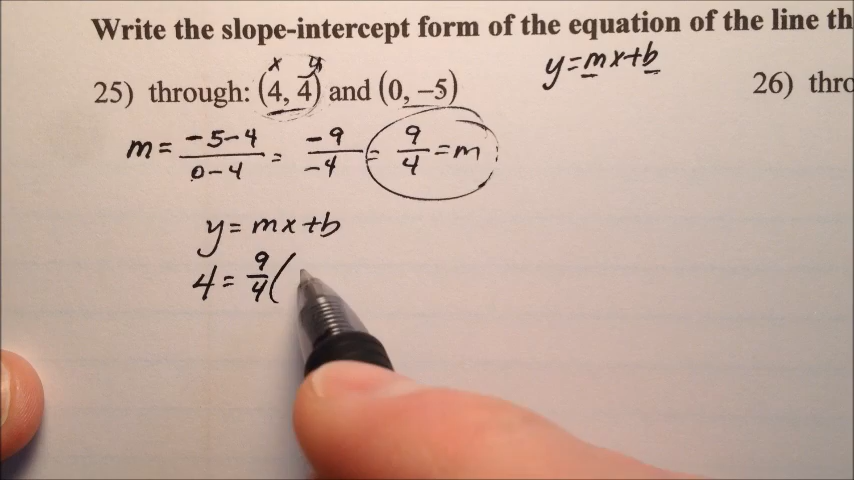 Write the slope-intercept form of the equation of the line th
x y
y=mx+b
25) through: (4, 4) and (0, −5)
26) thro
m = −5−4/0−4 = −9/−4 = 9/4 = m
y = mx+b
4 = 9/4(